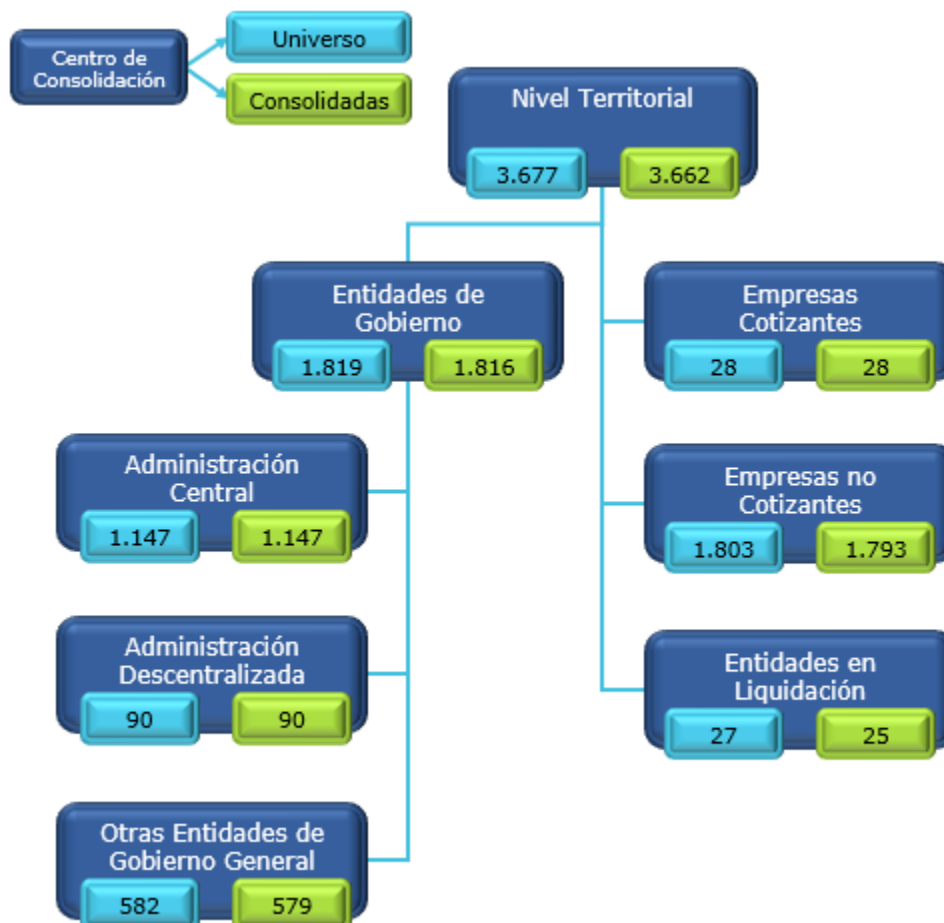 Centro de
Consolidación
Universo
Consolidadas
Nivel Territorial
3.677 3.662
Entidades de
Gobierno
1.819 1.816
Empresas
Cotizantes
28 28
Administración
Central
1.147 1.147
Empresas no
Cotizantes
1.803 1.793
Administración
Descentralizada
90 90
Entidades en
Liquidación
27 25
Otras Entidades de
Gobierno General
582 579